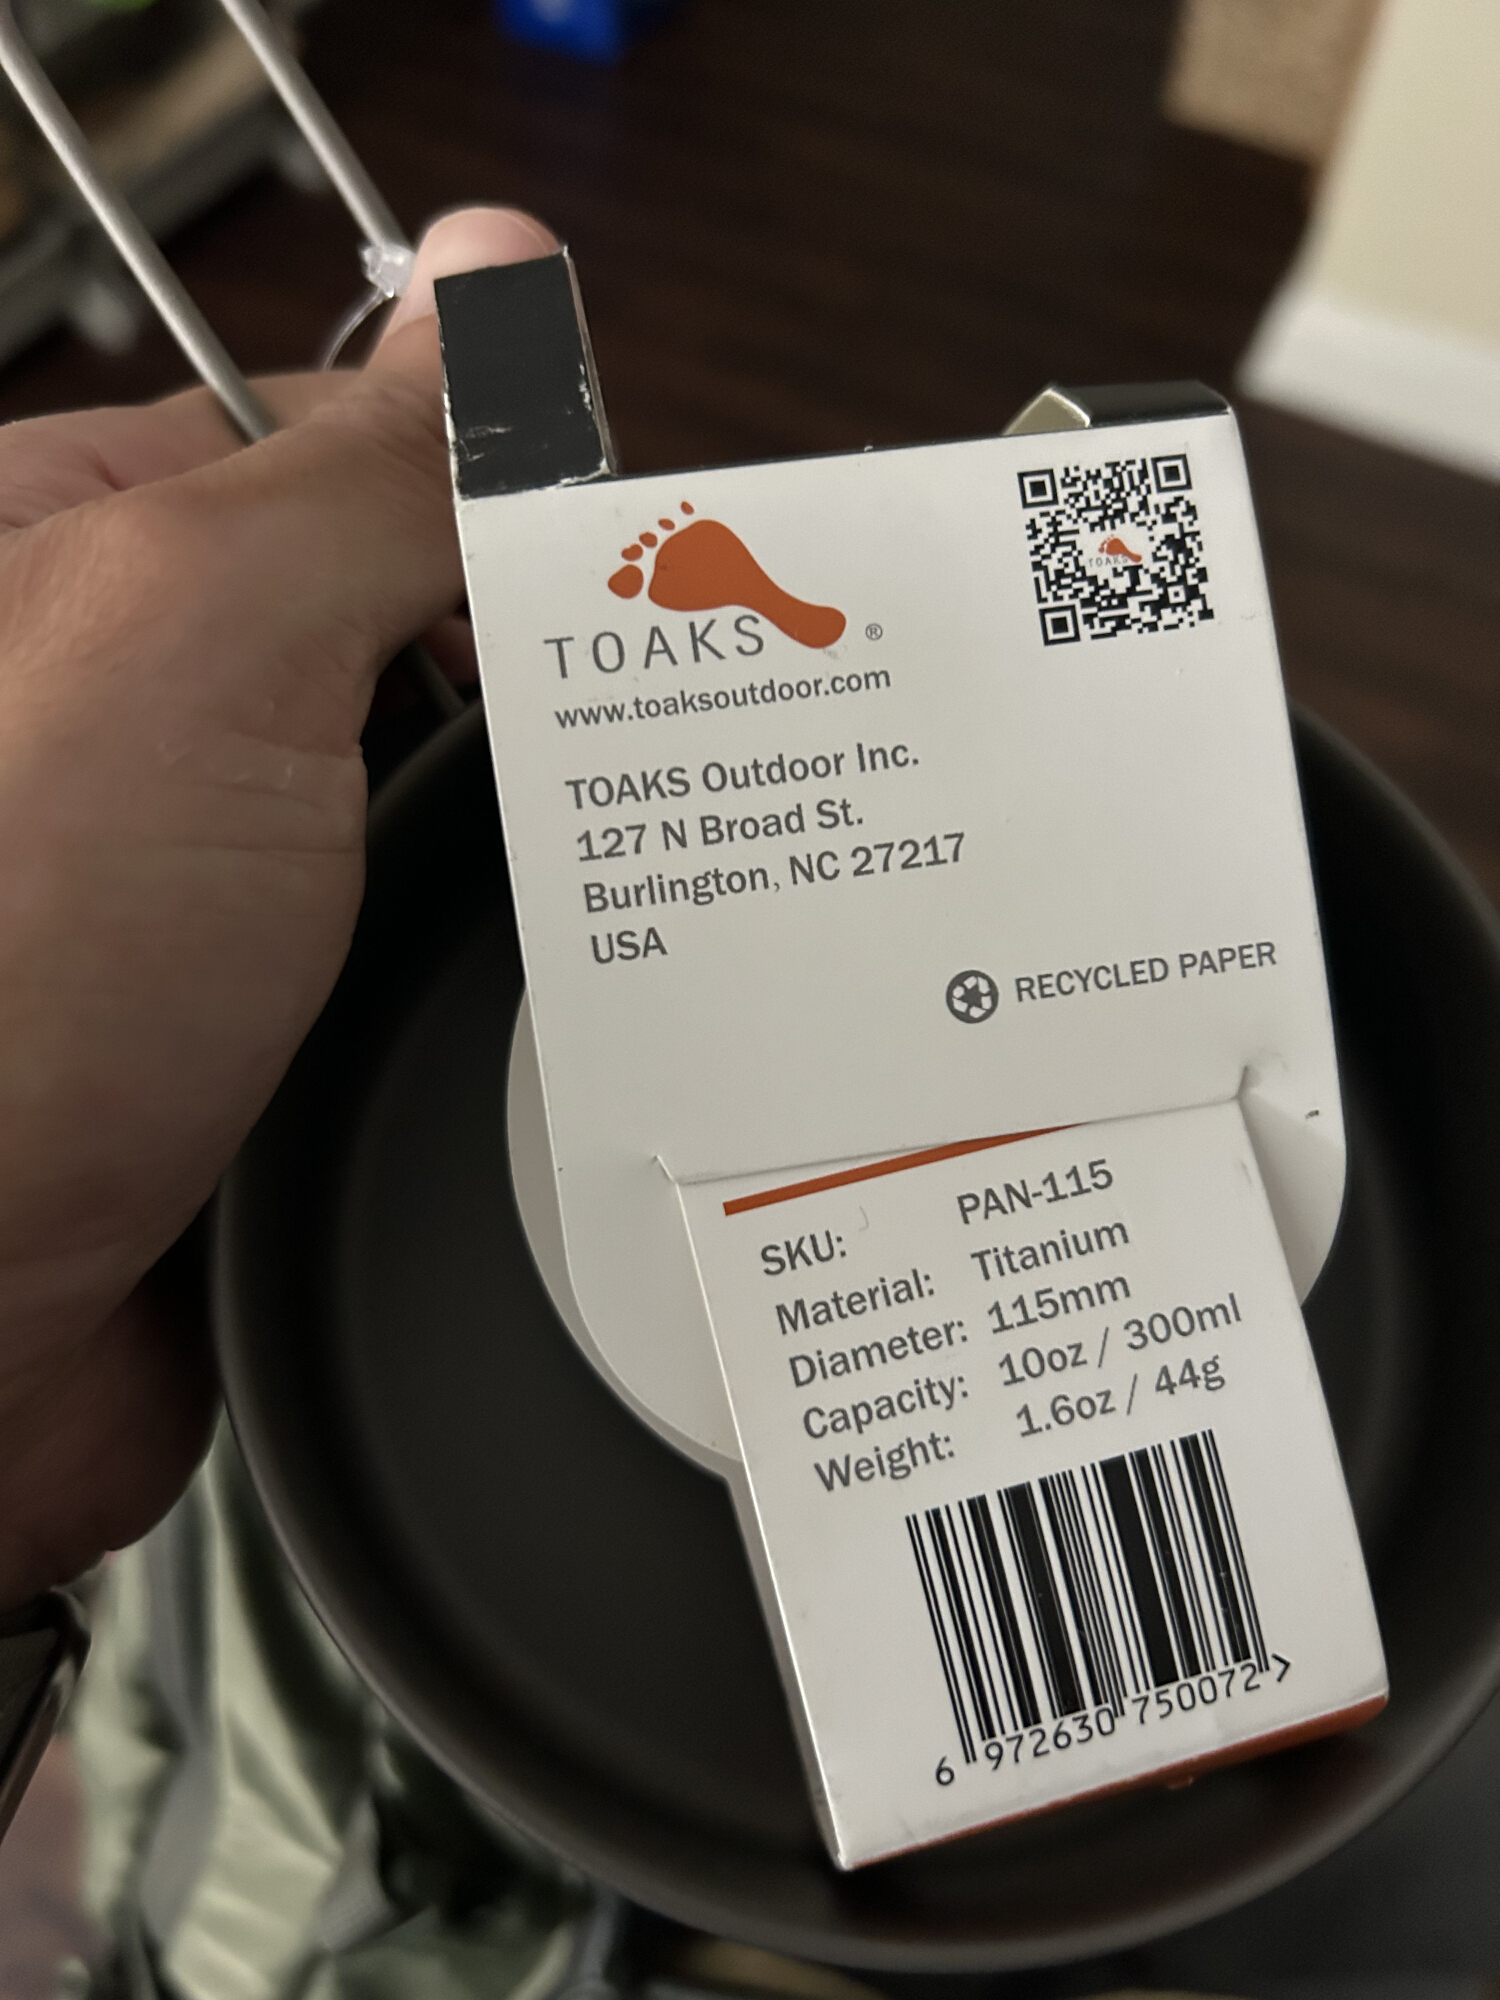 TOAKS®
www.toaksoutdoor.com
TOAKS Outdoor Inc.
127 N Broad St.
Burlington, NC 27217
USA
TOAKS
RECYCLED PAPER
SKU: PAN-115
Material: Titanium
Diameter: 115mm
Capacity: 10oz / 300ml
Weight: 1.6oz / 44g
6 972630 750072 >